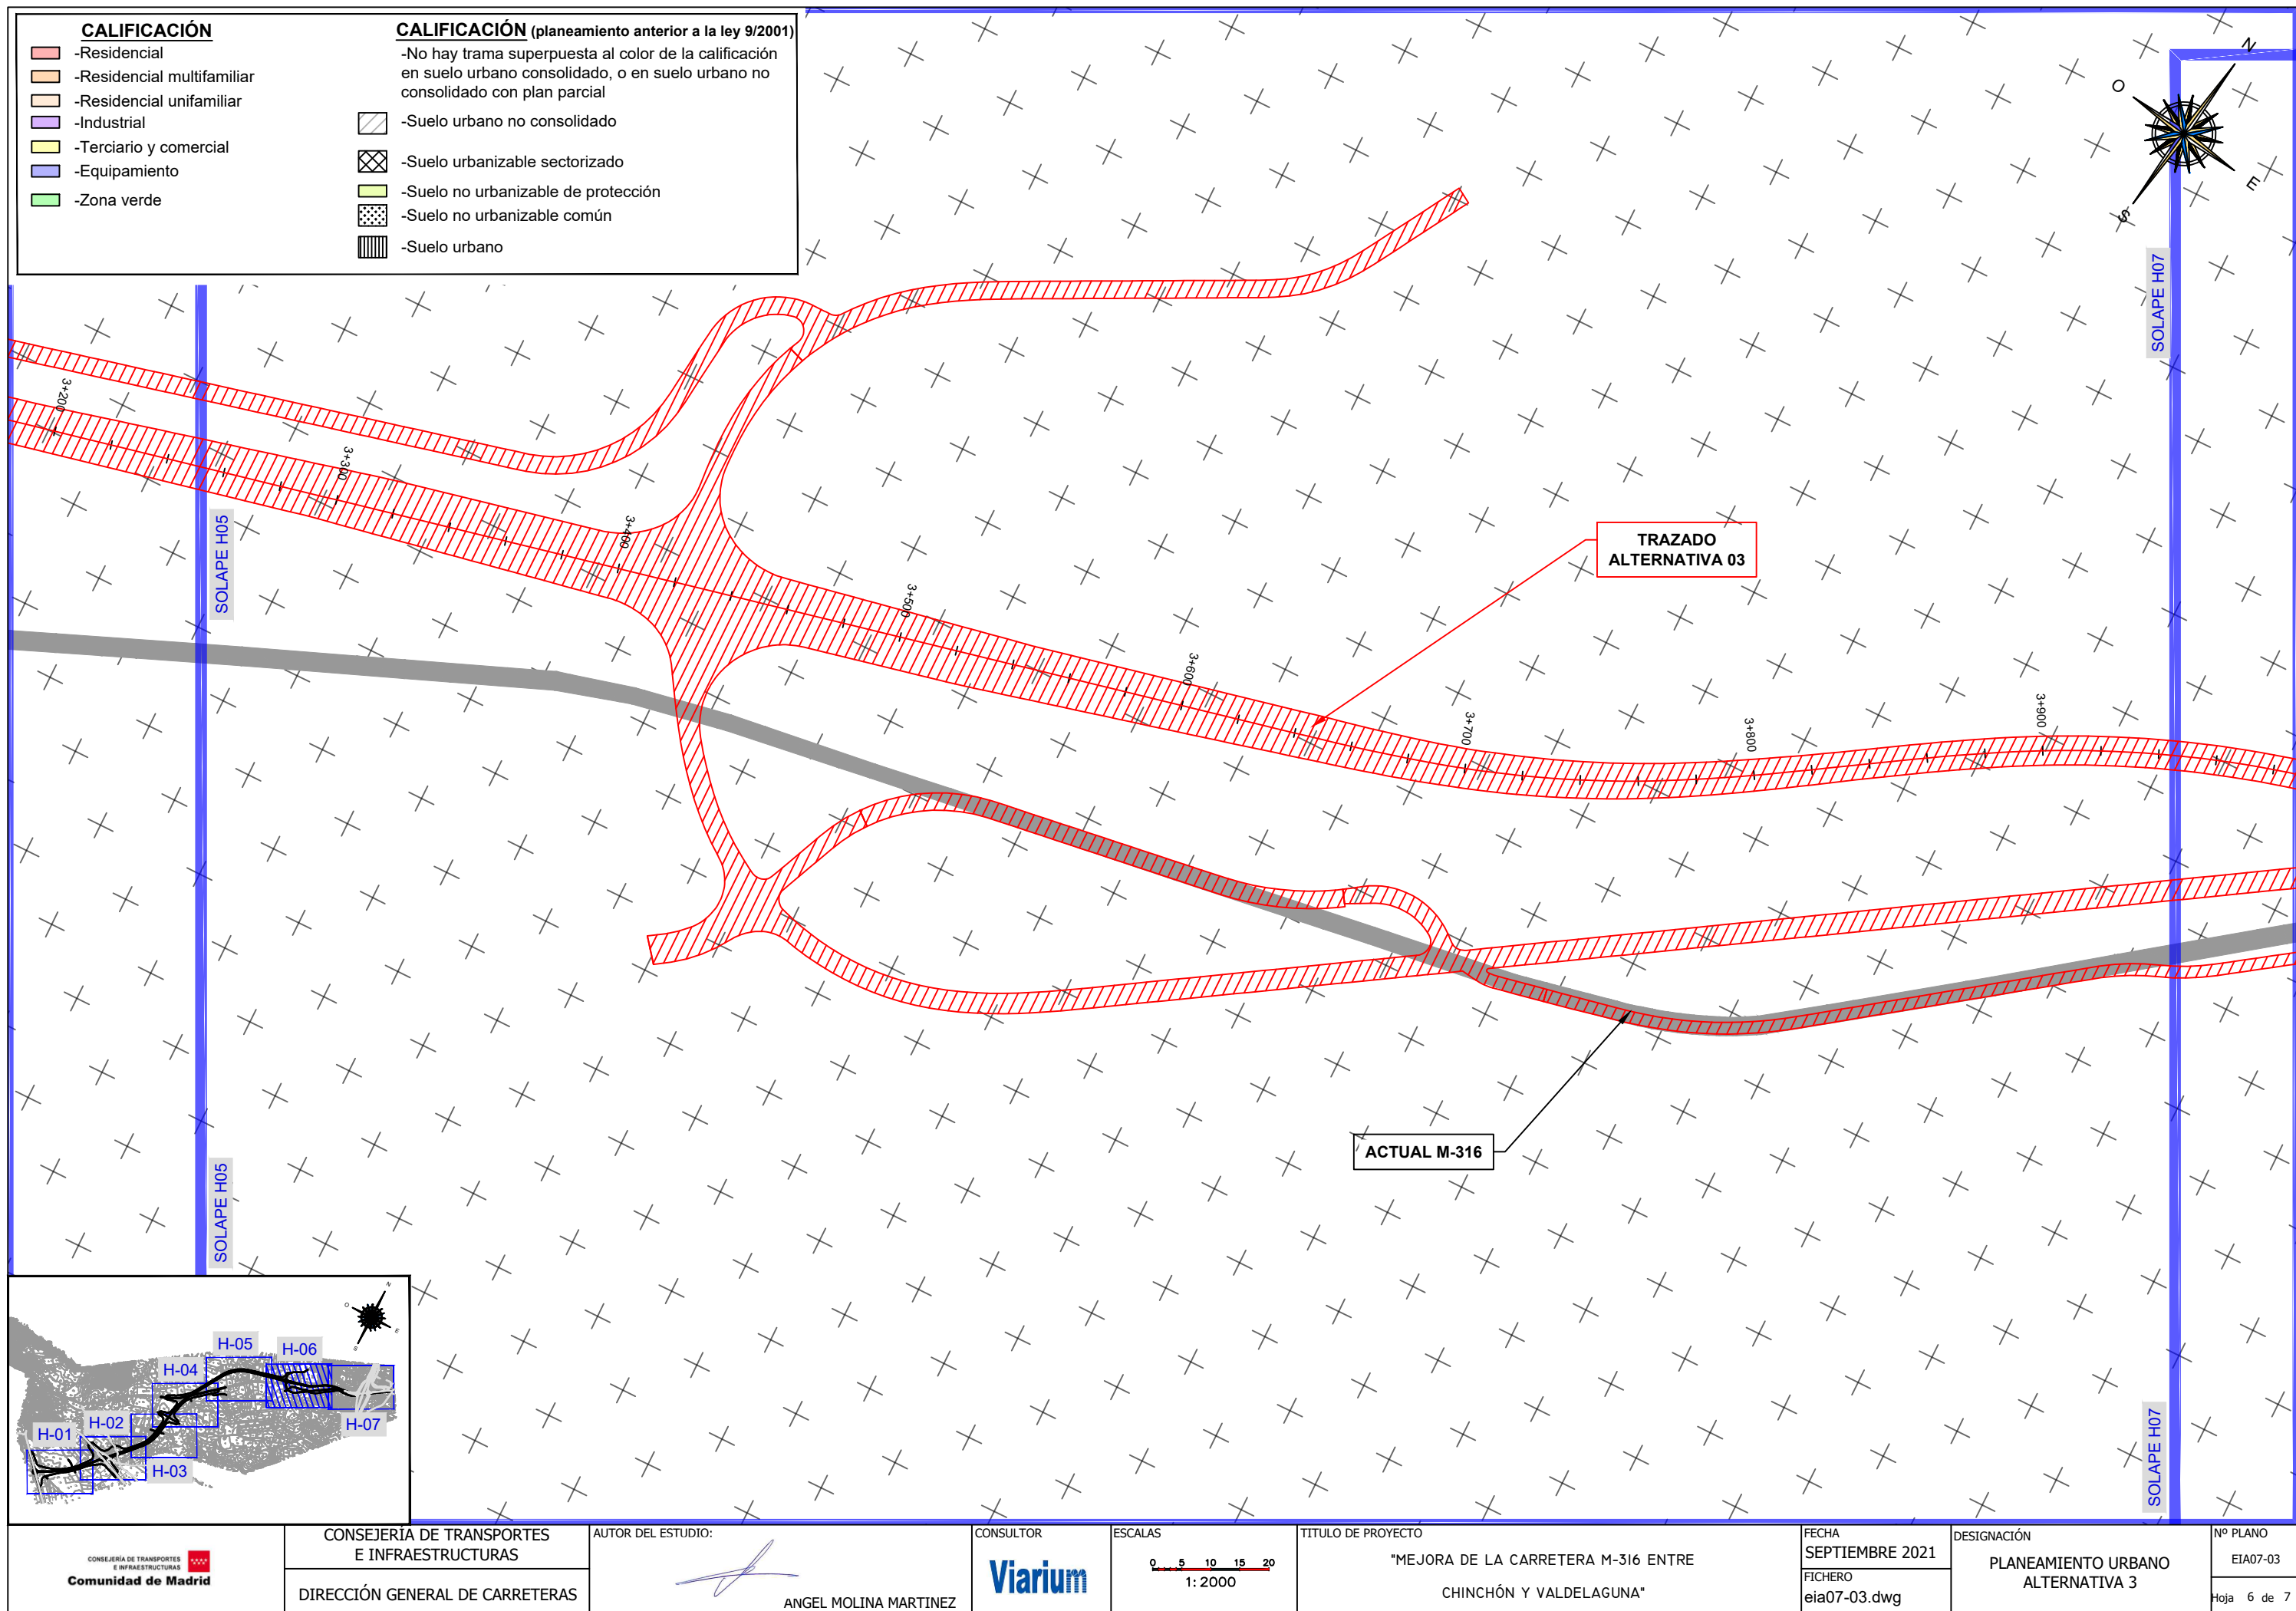 CALIFICACIÓN
-Residencial
-Residencial multifamiliar
-Residencial unifamiliar
-Industrial
-Terciario y comercial
-Equipamiento
-Zona verde
CALIFICACIÓN (planeamiento anterior a la ley 9/2001)
-No hay trama superpuesta al color de la calificación
en suelo urbano consolidado, o en suelo urbano no
consolidado con plan parcial
-Suelo urbano no consolidado
-Suelo urbanizable sectorizado
-Suelo no urbanizable de protección
-Suelo no urbanizable común
-Suelo urbano
N
O
E
S
SOLAPE H07
SOLAPE H05
3+200
3+300
3+400
3+500
3+600
3+700
3+800
3+900
TRAZADO
ALTERNATIVA 03
ACTUAL M-316
SOLAPE H05
SOLAPE H07
N
O
E
S
H-01
H-02
H-03
H-04
H-05
H-06
H-07
CONSEJERÍA DE TRANSPORTES
E INFRAESTRUCTURAS
Comunidad de Madrid
CONSEJERÍA DE TRANSPORTES
E INFRAESTRUCTURAS
DIRECCIÓN GENERAL DE CARRETERAS
AUTOR DEL ESTUDIO:
ANGEL MOLINA MARTINEZ
CONSULTOR
Viarium
ESCALAS
0 5 10 15 20
1:2000
TITULO DE PROYECTO
"MEJORA DE LA CARRETERA M-316 ENTRE
CHINCHÓN Y VALDELAGUNA"
FECHA
SEPTIEMBRE 2021
FICHERO
eia07-03.dwg
DESIGNACIÓN
PLANEAMIENTO URBANO
ALTERNATIVA 3
Nº PLANO
EIA07-03
Hoja 6 de 7